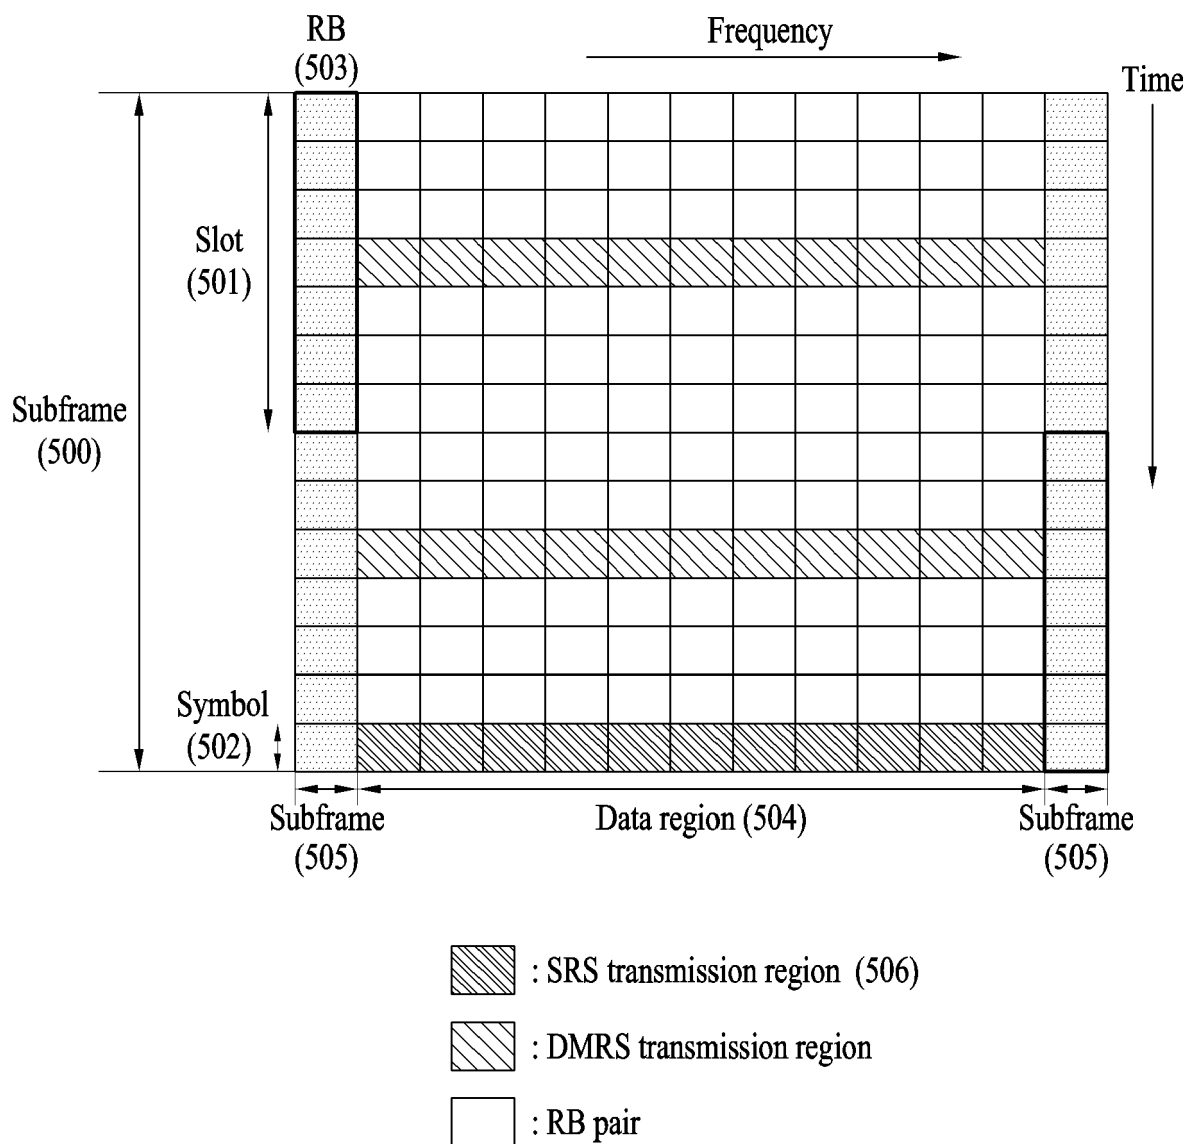 RB
(503)
Frequency
Time
Slot
(501)
Subframe
(500)
Symbol
(502)
Subframe
(505)
Data region (504)
Subframe
(505)
: SRS transmission region (506)
: DMRS transmission region
: RB pair